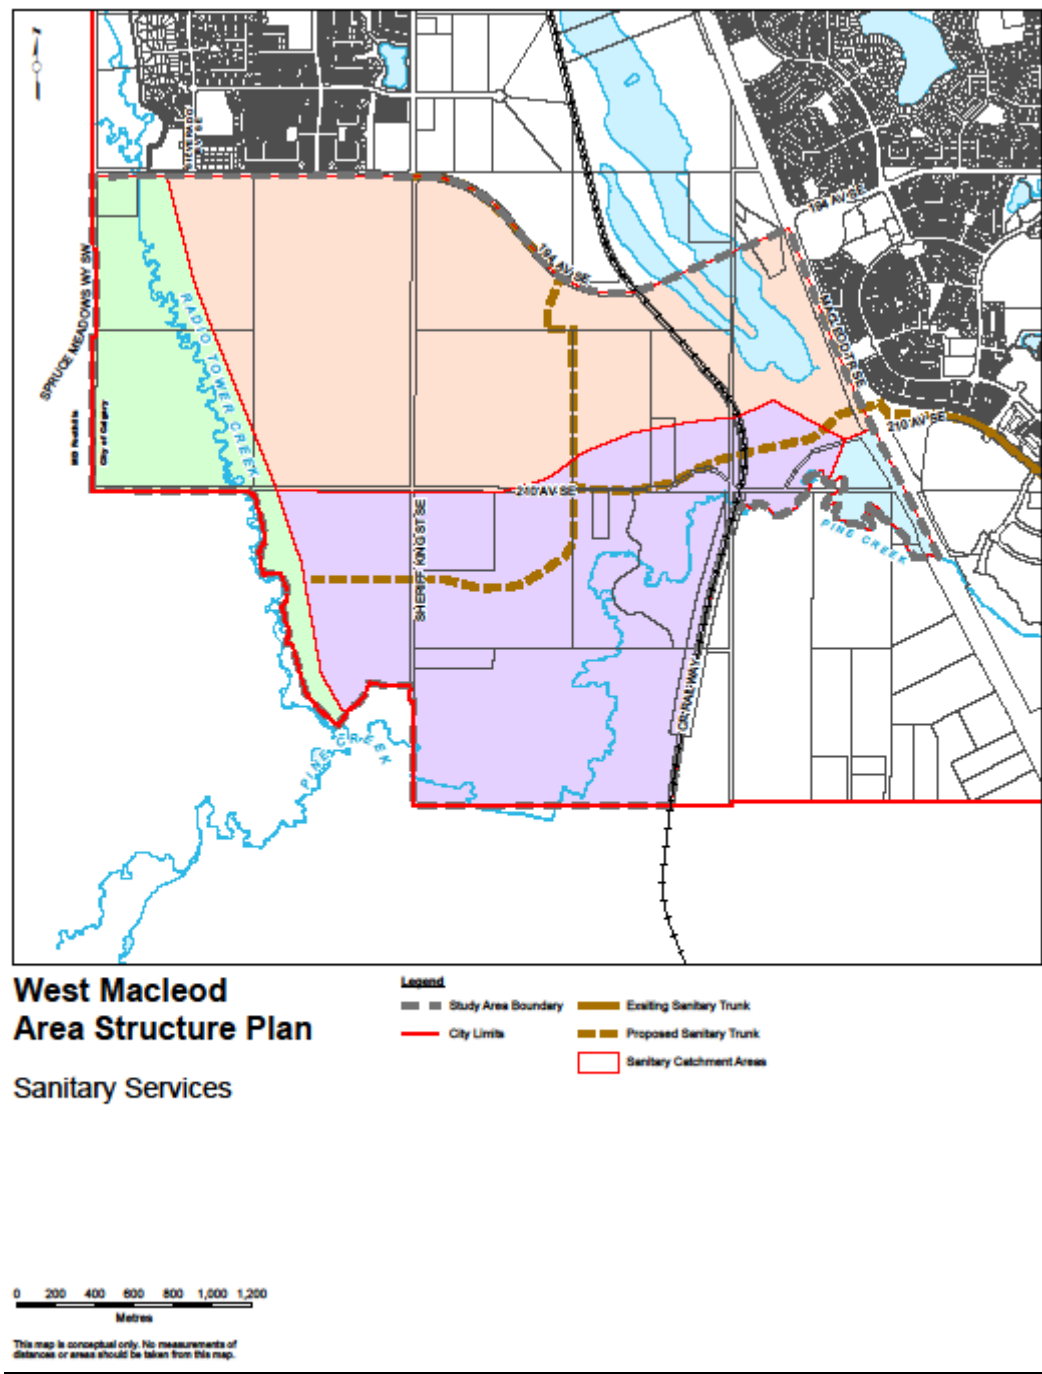 SILVERADO
BV SE
194 AV SE
194 AV SE
SPRUCE MEADOWS WY SW
RADIO TOWER CREEK
MACLEOD TR SE
MD Foothills
City of Calgary
210 AV SE
210 AV SE
SHERIFF KING ST SE
PINE CREEK
CP RAILWAY
PINE CREEK
West Macleod
Area Structure Plan
Sanitary Services
Legend
Study Area Boundary
City Limits
Exsiting Sanitary Trunk
Proposed Sanitary Trunk
Sanitary Catchment Areas
0 200 400 600 800 1,000 1,200
Metres
This map is conceptual only. No measurements of
distances or areas should be taken from this map.